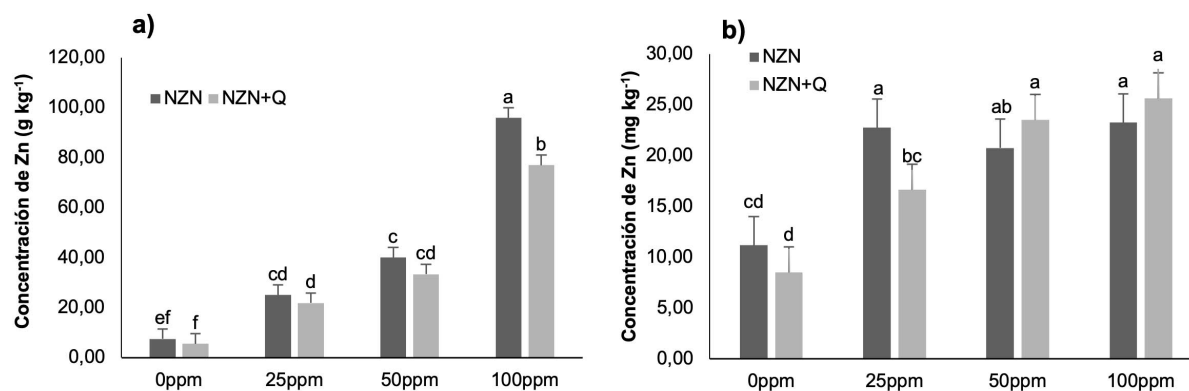 a)
Concentración de Zn (g kg⁻¹)
120,00
100,00
80,00
60,00
40,00
20,00
0,00
NZN NZN+Q
ef f cd d c cd a b
0ppm 25ppm 50ppm 100ppm
b)
Concentración de Zn (mg kg⁻¹)
30,00
25,00
20,00
15,00
10,00
5,00
0,00
NZN
NZN+Q
cd d a bc ab a a a
0ppm 25ppm 50ppm 100ppm